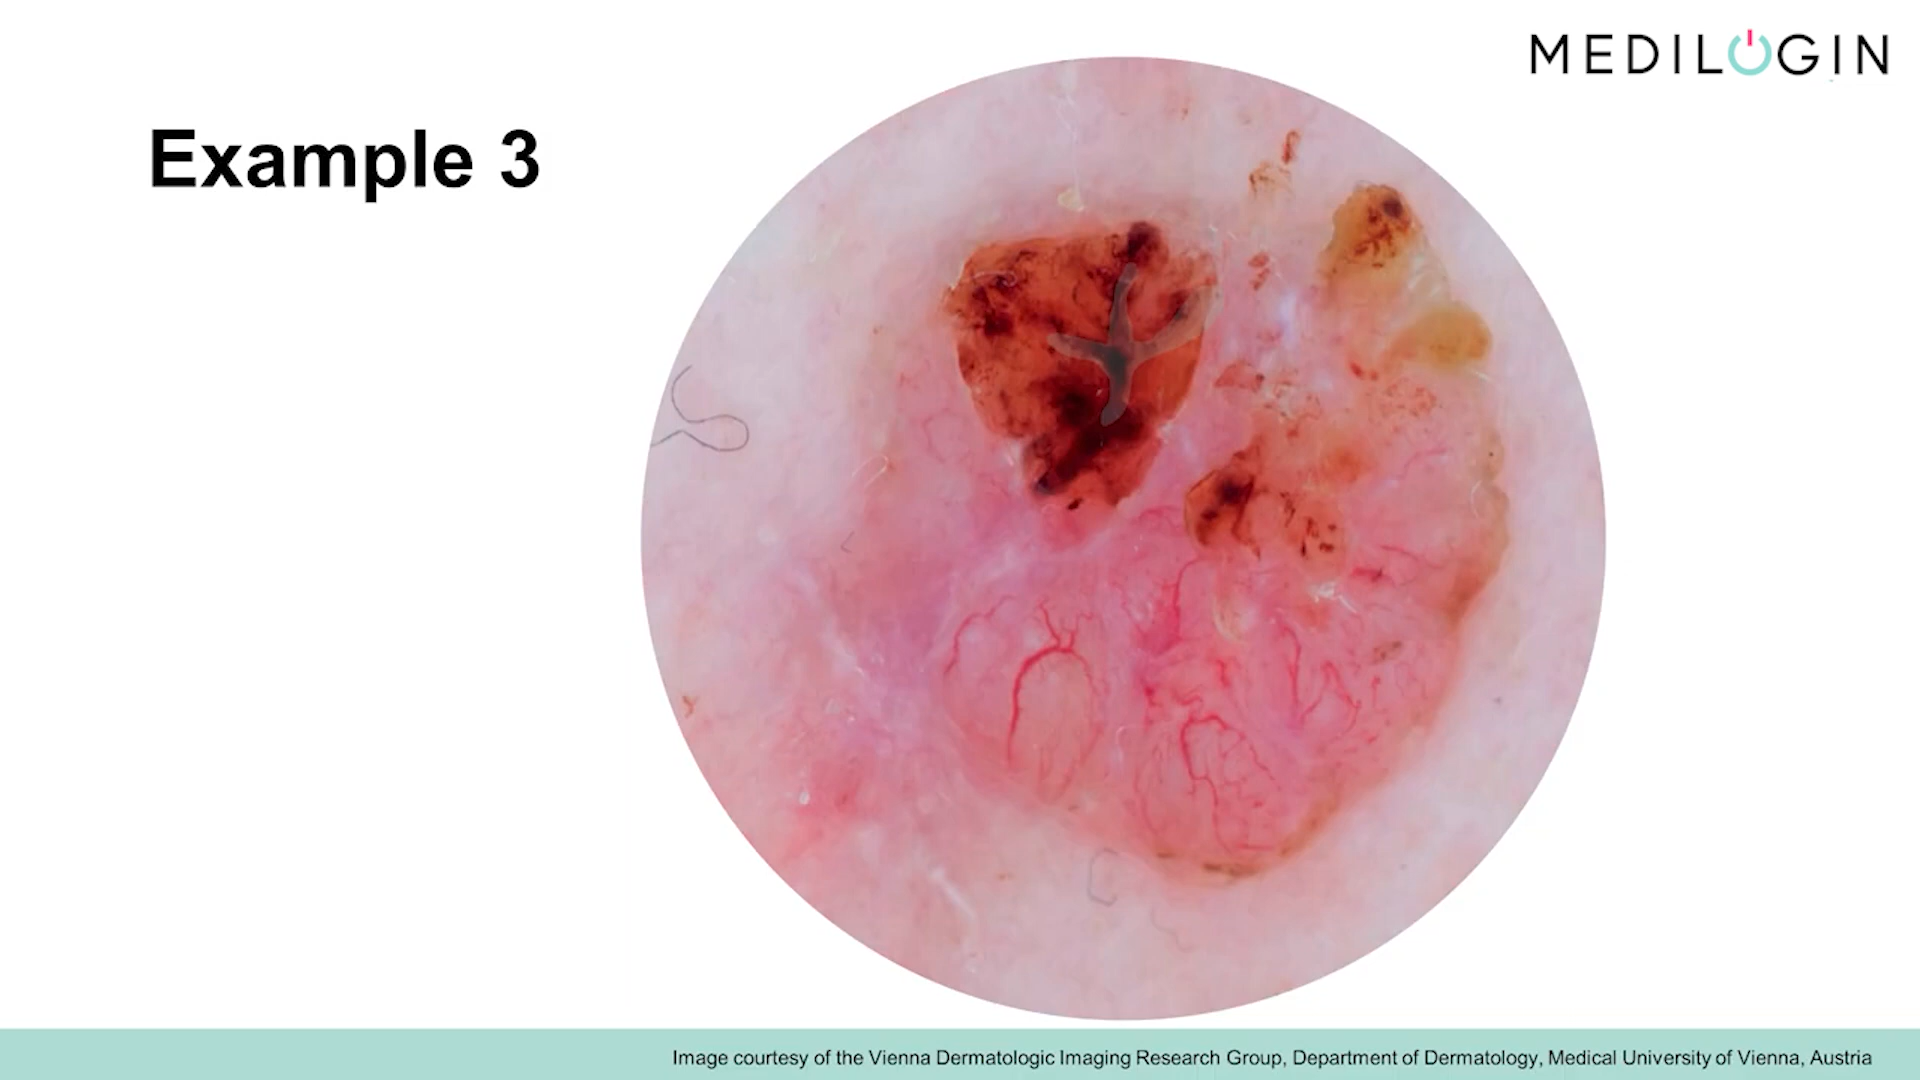 MEDILOGIN
Example 3
Image courtesy of the Vienna Dermatologic Imaging Research Group, Department of Dermatology, Medical University of Vienna, Austria